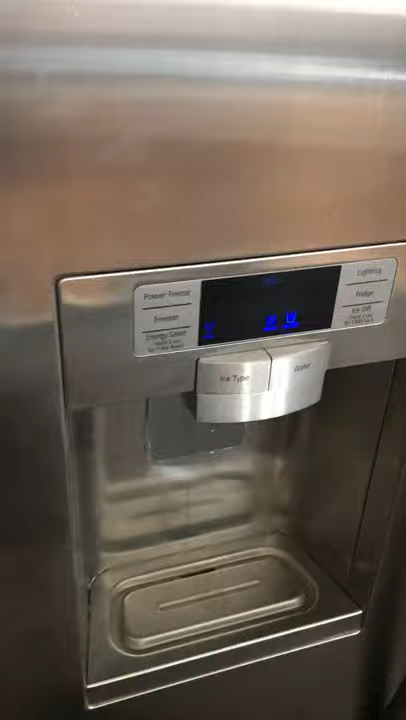 Power Freeze
Freezer
Energy Saver
Lighting
Fridge
Ice Off
Ice Type
Water